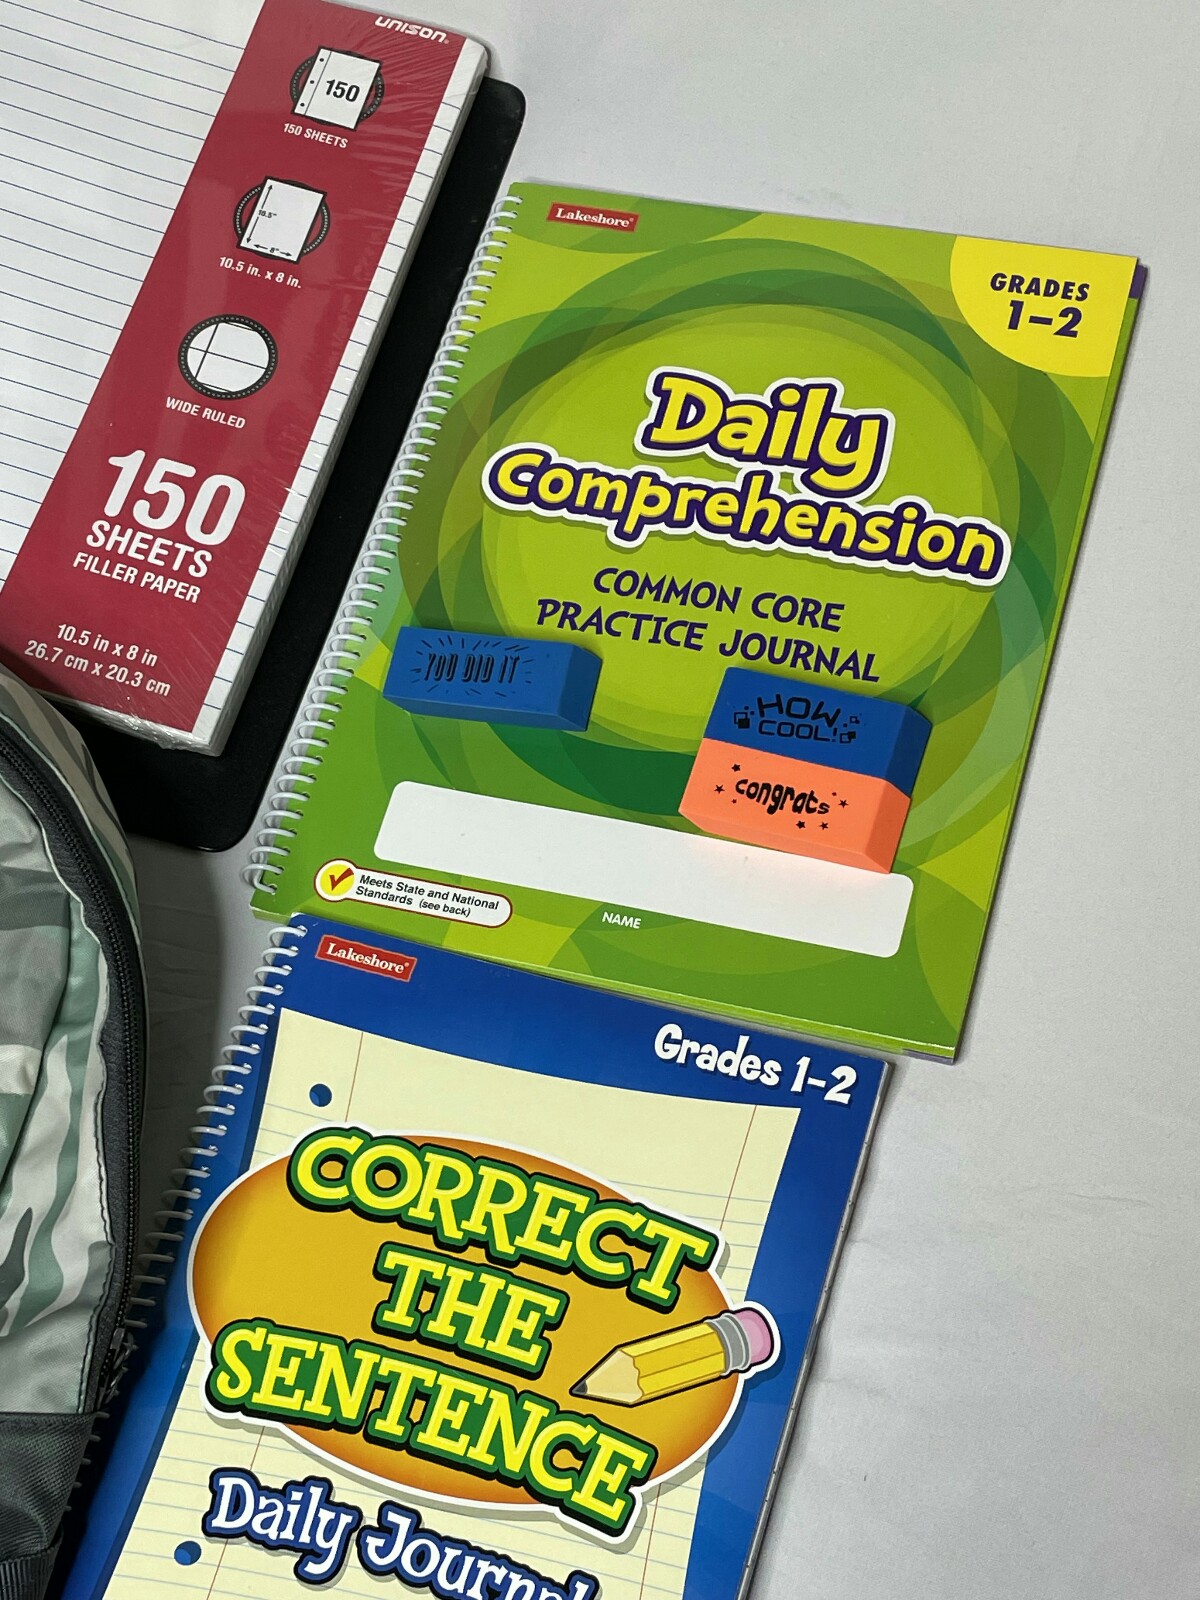 unison
150
150 SHEETS
10.5"
8"
10.5 in. x 8 in.
WIDE RULED
150
SHEETS
FILLER PAPER
10.5 in x 8 in
26.7 cm x 20.3 cm
Lakeshore®
GRADES
1–2
Daily
Comprehension
COMMON CORE
PRACTICE JOURNAL
YOU DID IT
HOW
COOL!
congrats
Meets State and National
Standards (see back)
NAME
Lakeshore®
Grades 1–2
CORRECT
THE
SENTENCE
Daily Journal